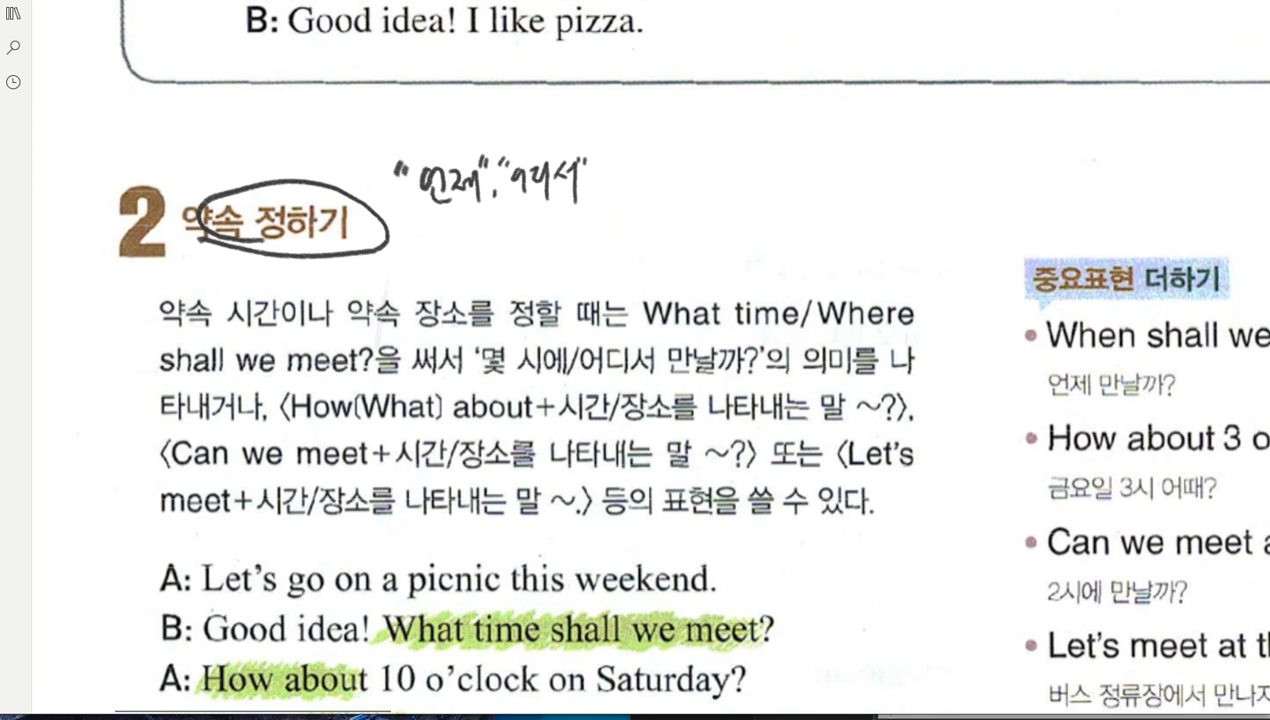 B: Good idea! I like pizza.
"언제", "어디서"
2 약속 정하기
약속 시간이나 약속 장소를 정할 때는 What time/Where
shall we meet?을 써서 '몇 시에/어디서 만날까?'의 의미를 나
타내거나, 〈How(What) about+시간/장소를 나타내는 말 ~?〉,
〈Can we meet+시간/장소를 나타내는 말 ~?〉 또는 〈Let's
meet+시간/장소를 나타내는 말 ~.〉 등의 표현을 쓸 수 있다.
A: Let's go on a picnic this weekend.
B: Good idea! What time shall we meet?
A: How about 10 o'clock on Saturday?
중요표현 더하기
• When shall we
언제 만날까?
• How about 3 o
금요일 3시 어때?
• Can we meet a
2시에 만날까?
• Let's meet at th
버스 정류장에서 만나자